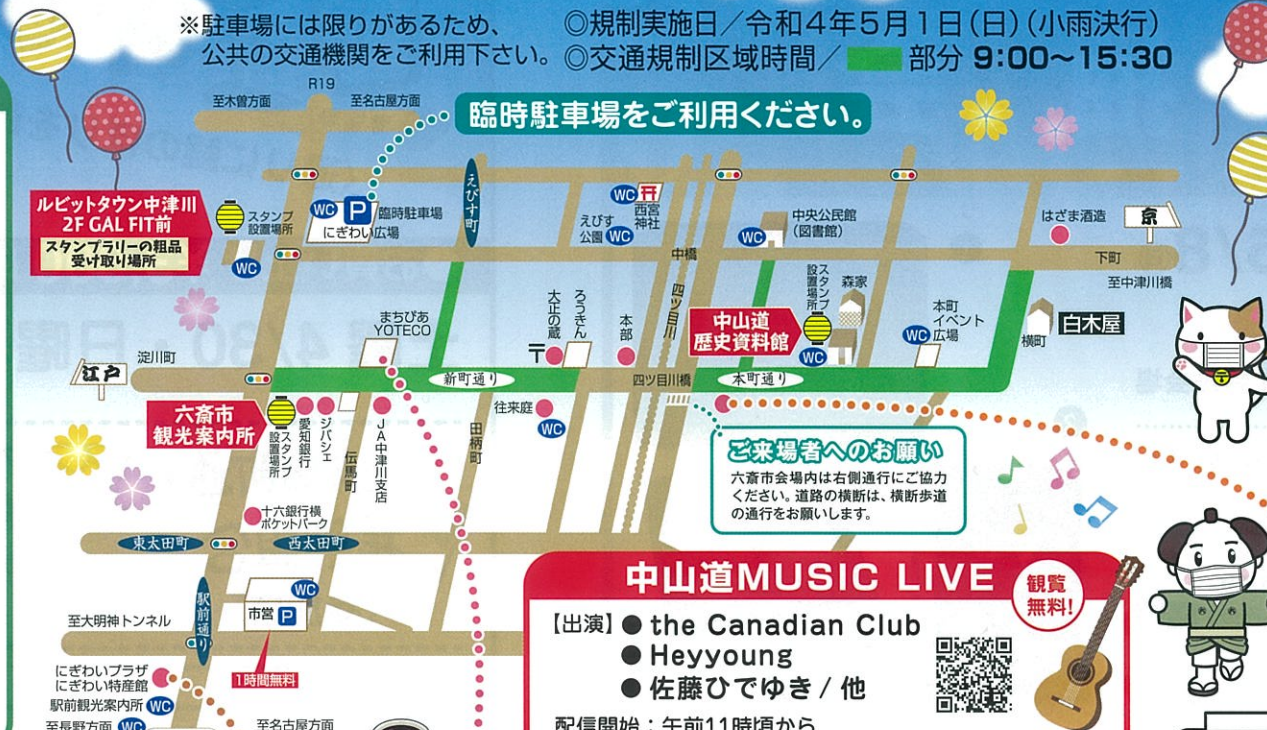 ※駐車場には限りがあるため、
公共の交通機関をご利用下さい。
◎規制実施日／令和4年5月1日(日)(小雨決行)
◎交通規制区域時間／ 部分 9:00〜15:30
R19
至木曽方面
至名古屋方面
臨時駐車場をご利用ください。
ルビットタウン中津川
2F GAL FIT前
スタンプラリーの粗品
受け取り場所
スタンプ
設置場所
WC
WC
P
臨時駐車場
にぎわい広場
えびす町
WC
西宮
神社
えびす
公園
WC
中央公民館
(図書館)
WC
はざま酒造
京
下町
至中津川橋
中橋
四ツ目川
まちぴあ
YOTECO
大正の蔵
ろうきん
〒
本部
中山道
歴史資料館
スタンプ
設置場所
森家
WC
本町
イベント
広場
WC
横町
白木屋
淀川町
江戸
新町通り
四ツ目川橋
本町通り
六斎市
観光案内所
スタンプ
設置場所
愛知銀行
ジバシェ
伝馬町
JA中津川支店
田柄町
往来庭
WC
ご来場者へのお願い
六斎市会場内は右側通行にご協力
ください。道路の横断は、横断歩道
の通行をお願いします。
十六銀行横
ポケットパーク
東太田町
西太田町
駅前通り
WC
市営 P
1時間無料
至大明神トンネル
にぎわいプラザ
にぎわい特産館
駅前観光案内所 WC
至長野方面 WC
至名古屋方面
中山道MUSIC LIVE
観覧
無料!
【出演】● the Canadian Club
● Heyyoung
● 佐藤ひでゆき / 他
配信開始：午前11時頃から